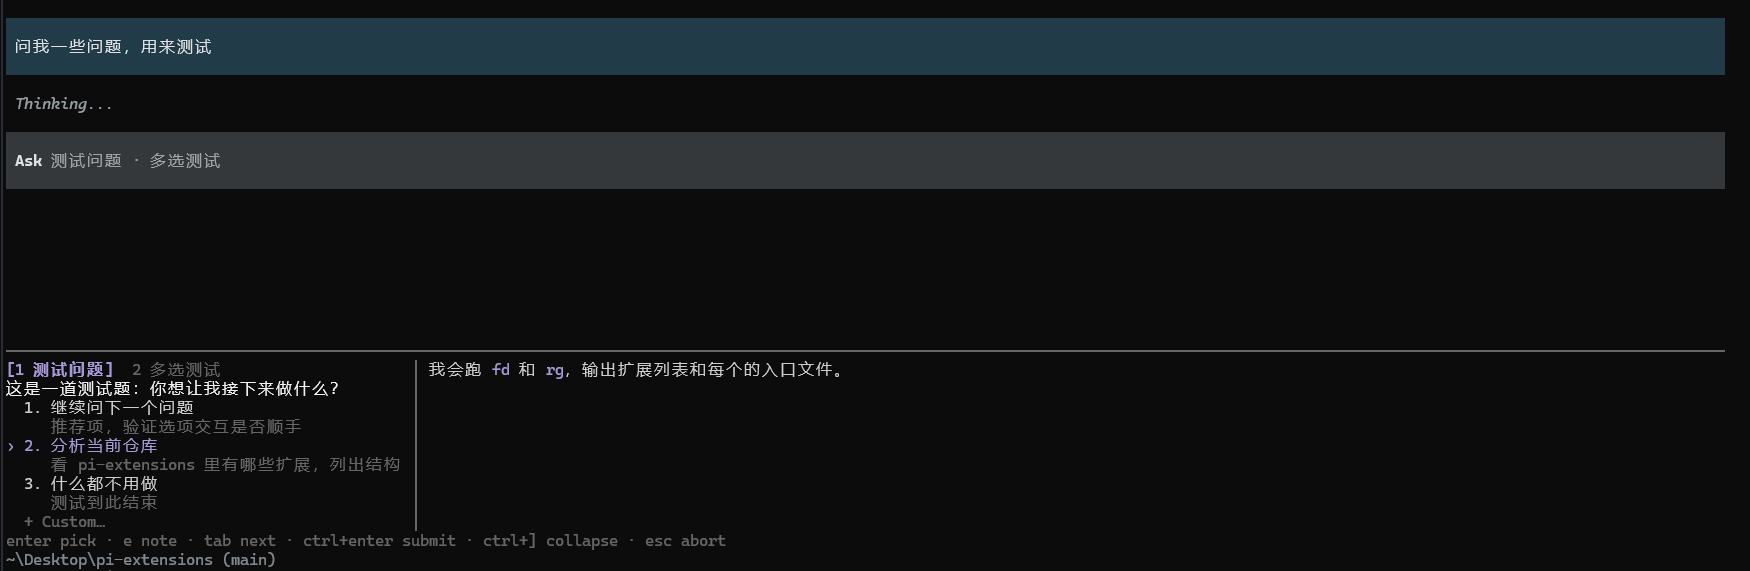 问我一些问题，用来测试
Thinking...
Ask 测试问题 · 多选测试
[1 测试问题] 2 多选测试
这是一道测试题：你想让我接下来做什么？
1. 继续问下一个问题
推荐项，验证选项交互是否顺手
› 2. 分析当前仓库
看 pi-extensions 里有哪些扩展，列出结构
3. 什么都不用做
测试到此结束
+ Custom…
我会跑 fd 和 rg，输出扩展列表和每个的入口文件。
enter pick · e note · tab next · ctrl+enter submit · ctrl+] collapse · esc abort
~\Desktop\pi-extensions (main)